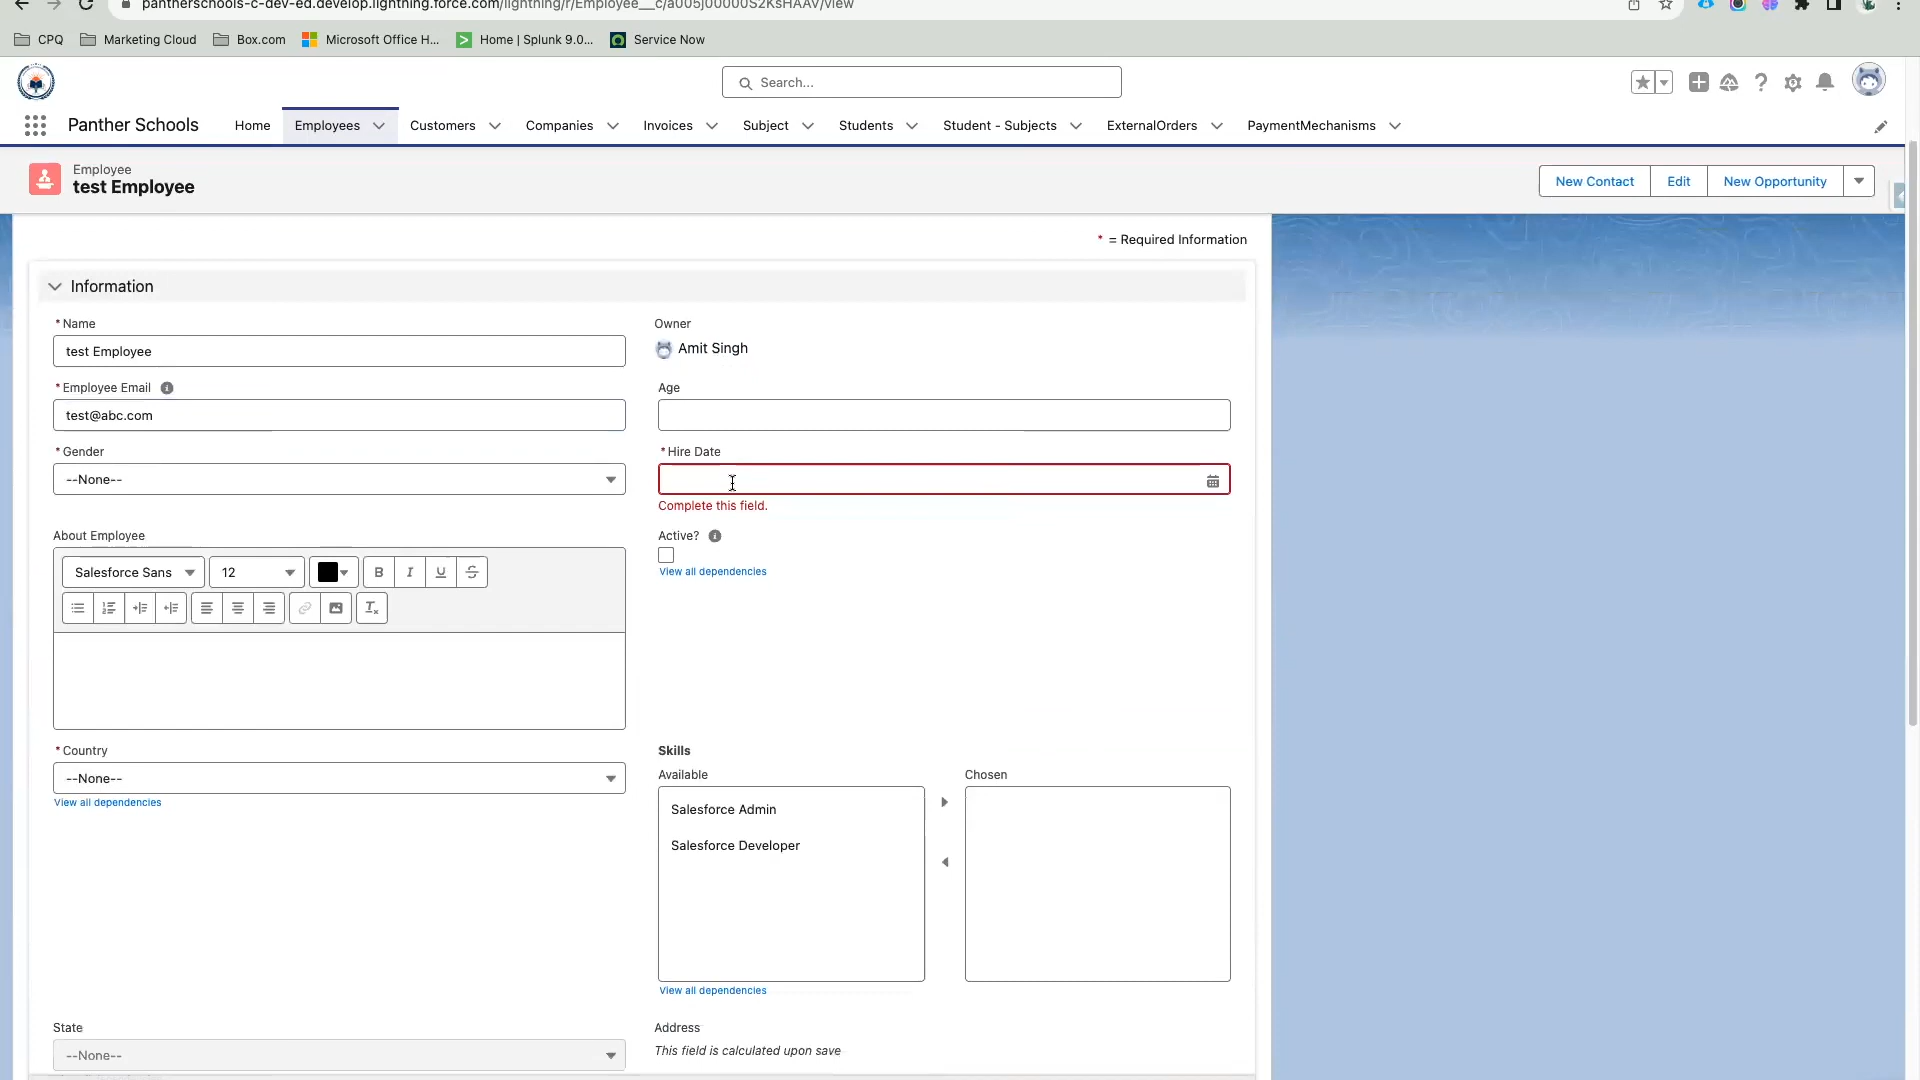 pantherschools-c-dev-ed.develop.lightning.force.com/lightning/r/Employee__c/a005j00000S2KsHAAV/view
CPQ Marketing Cloud Box.com Microsoft Office H... Home | Splunk 9.0... Service Now
Search...
Panther Schools Home Employees Customers Companies Invoices Subject Students Student - Subjects ExternalOrders PaymentMechanisms
Employee
test Employee
New Contact Edit New Opportunity
* = Required Information
Information
* Name
test Employee
Owner
Amit Singh
* Employee Email
test@abc.com
Age
* Gender
--None--
* Hire Date
Complete this field.
About Employee
Salesforce Sans 12 B I U S
Active?
View all dependencies
* Country
--None--
View all dependencies
Skills
Available Chosen
Salesforce Admin
Salesforce Developer
View all dependencies
State
--None--
Address
This field is calculated upon save